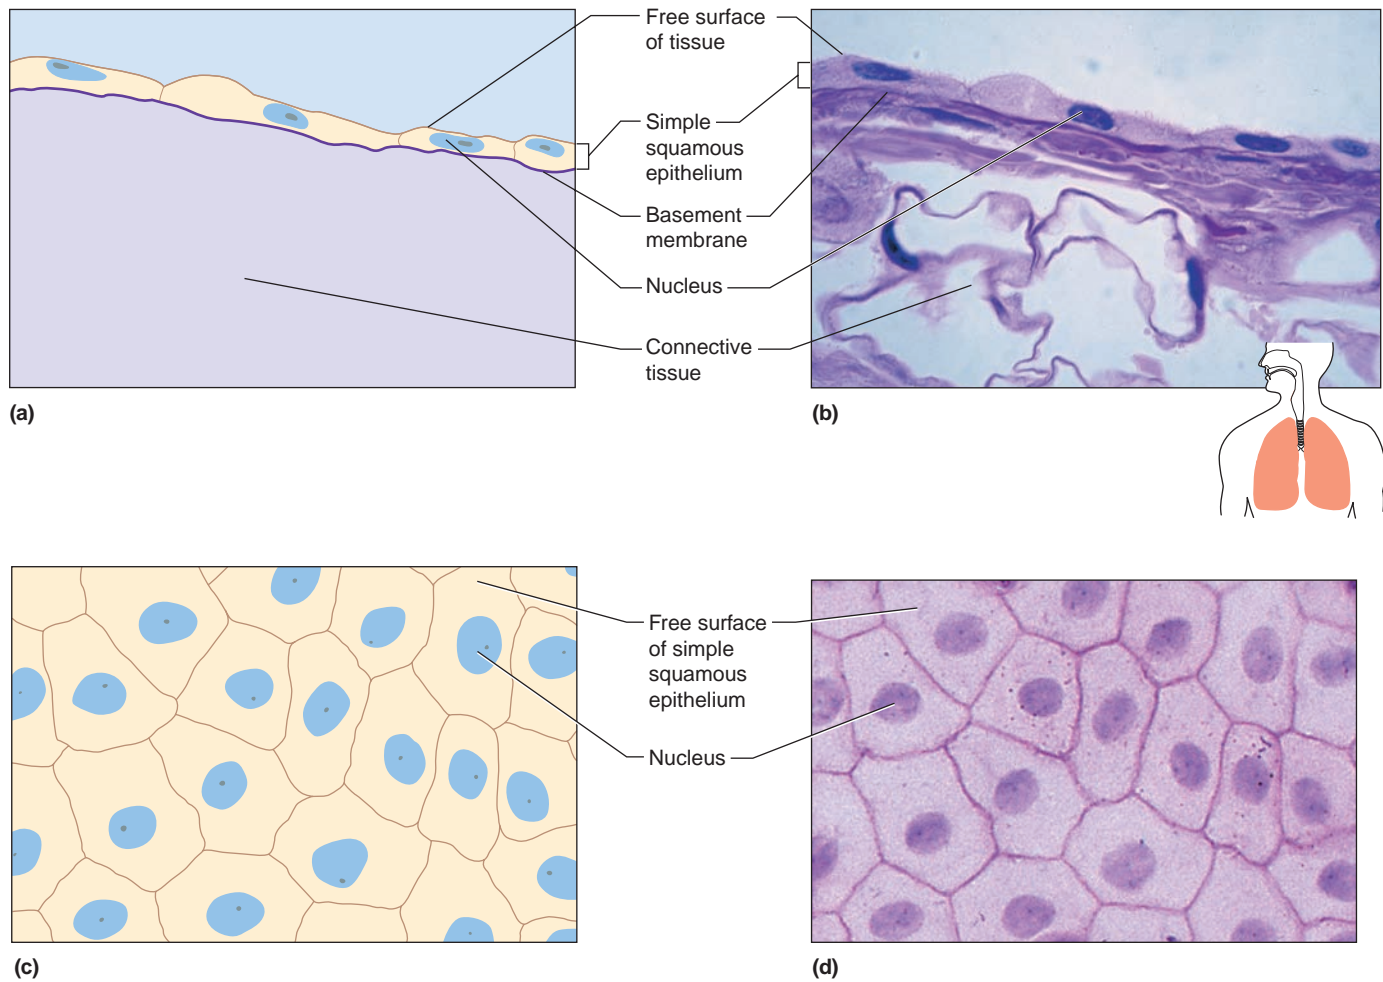 Free surface
of tissue
Simple
squamous
epithelium
Basement
membrane
Nucleus
Connective
tissue
(a)
(b)
Free surface
of simple
squamous
epithelium
Nucleus
(c)
(d)